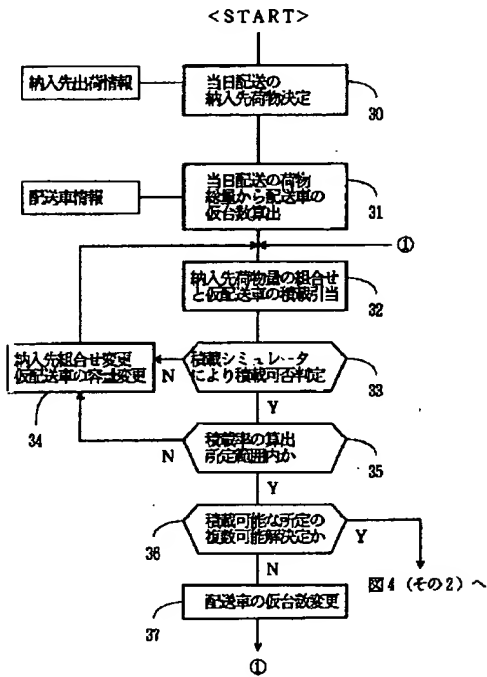 <START>
納入先出荷情報
当日配送の
納入先荷物決定
30
配送車情報
当日配送の荷物
総量から配送車の
仮台数算出
31
①
納入先荷物量の組合せ
と仮配送車の積載引当
32
納入先組合せ変更
仮配送車の容量変更
34
N
積載シミュレータ
により積載可否判定
33
Y
積載率の算出
所定範囲内か
35
N
Y
積載可能な所定の
複数可能解決定か
36
Y
N
図4(その2)へ
配送車の仮台数変更
37
①